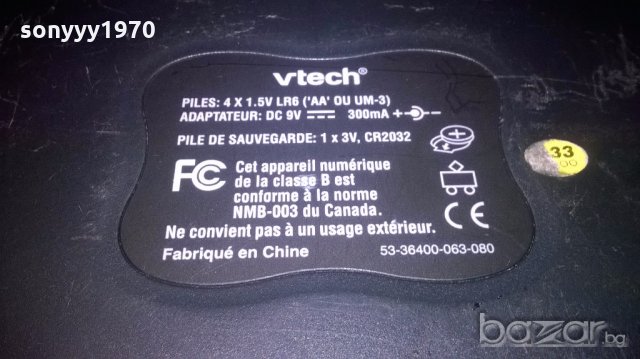 sonyyy1970
vtech®
PILES: 4 X 1.5V LR6 ('AA' OU UM-3)
ADAPTATEUR: DC 9V 300mA +
PILE DE SAUVEGARDE: 1 x 3V, CR2032
FC Cet appareil numérique
de la classe B est
conforme à la norme
NMB-003 du Canada.
CE
Ne convient pas à un usage extérieur.
Fabriqué en Chine 53-36400-063-080
33
bazar.bg